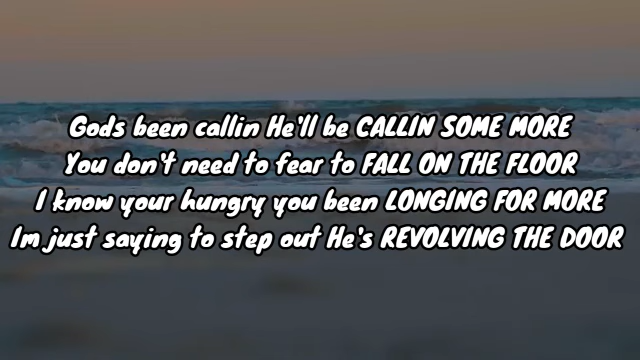 Gods been callin He'll be CALLIN SOME MORE
You don't need to fear to FALL ON THE FLOOR
I know your hungry you been LONGING FOR MORE
Im just saying to step out He's REVOLVING THE DOOR